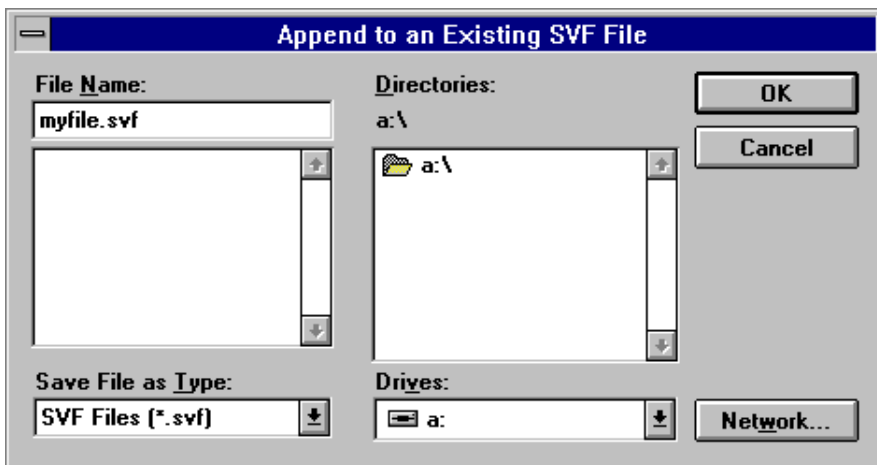 Append to an Existing SVF File
File Name:
myfile.svf
Directories:
a:\
a:\
OK
Cancel
Save File as Type:
SVF Files (*.svf)
Drives:
a:
Network...